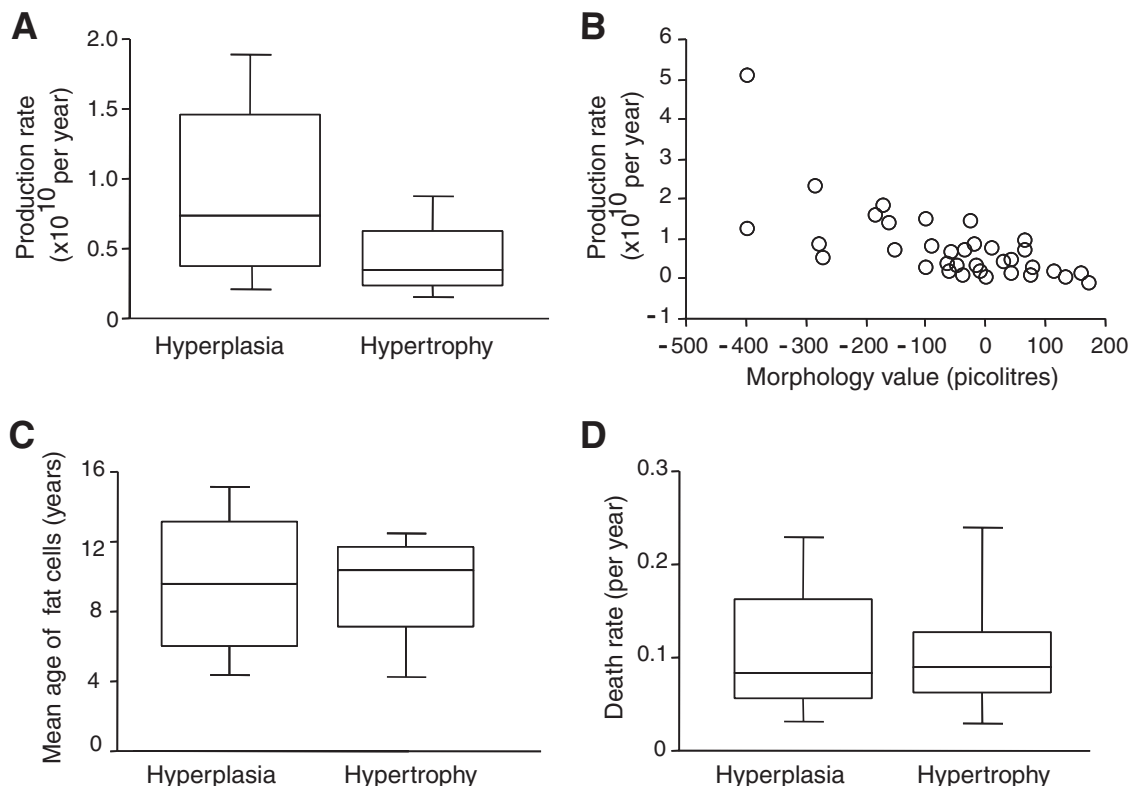 A
Production rate
(x10^10 per year)
2.0
1.5
1.0
0.5
0
Hyperplasia Hypertrophy
B
Production rate
(x10^10 per year)
6
5
4
3
2
1
0
-1
-500 -400 -300 -200 -100 0 100 200
Morphology value (picolitres)
C
Mean age of fat cells (years)
16
12
8
4
0
Hyperplasia Hypertrophy
D
Death rate (per year)
0.3
0.2
0.1
0
Hyperplasia Hypertrophy